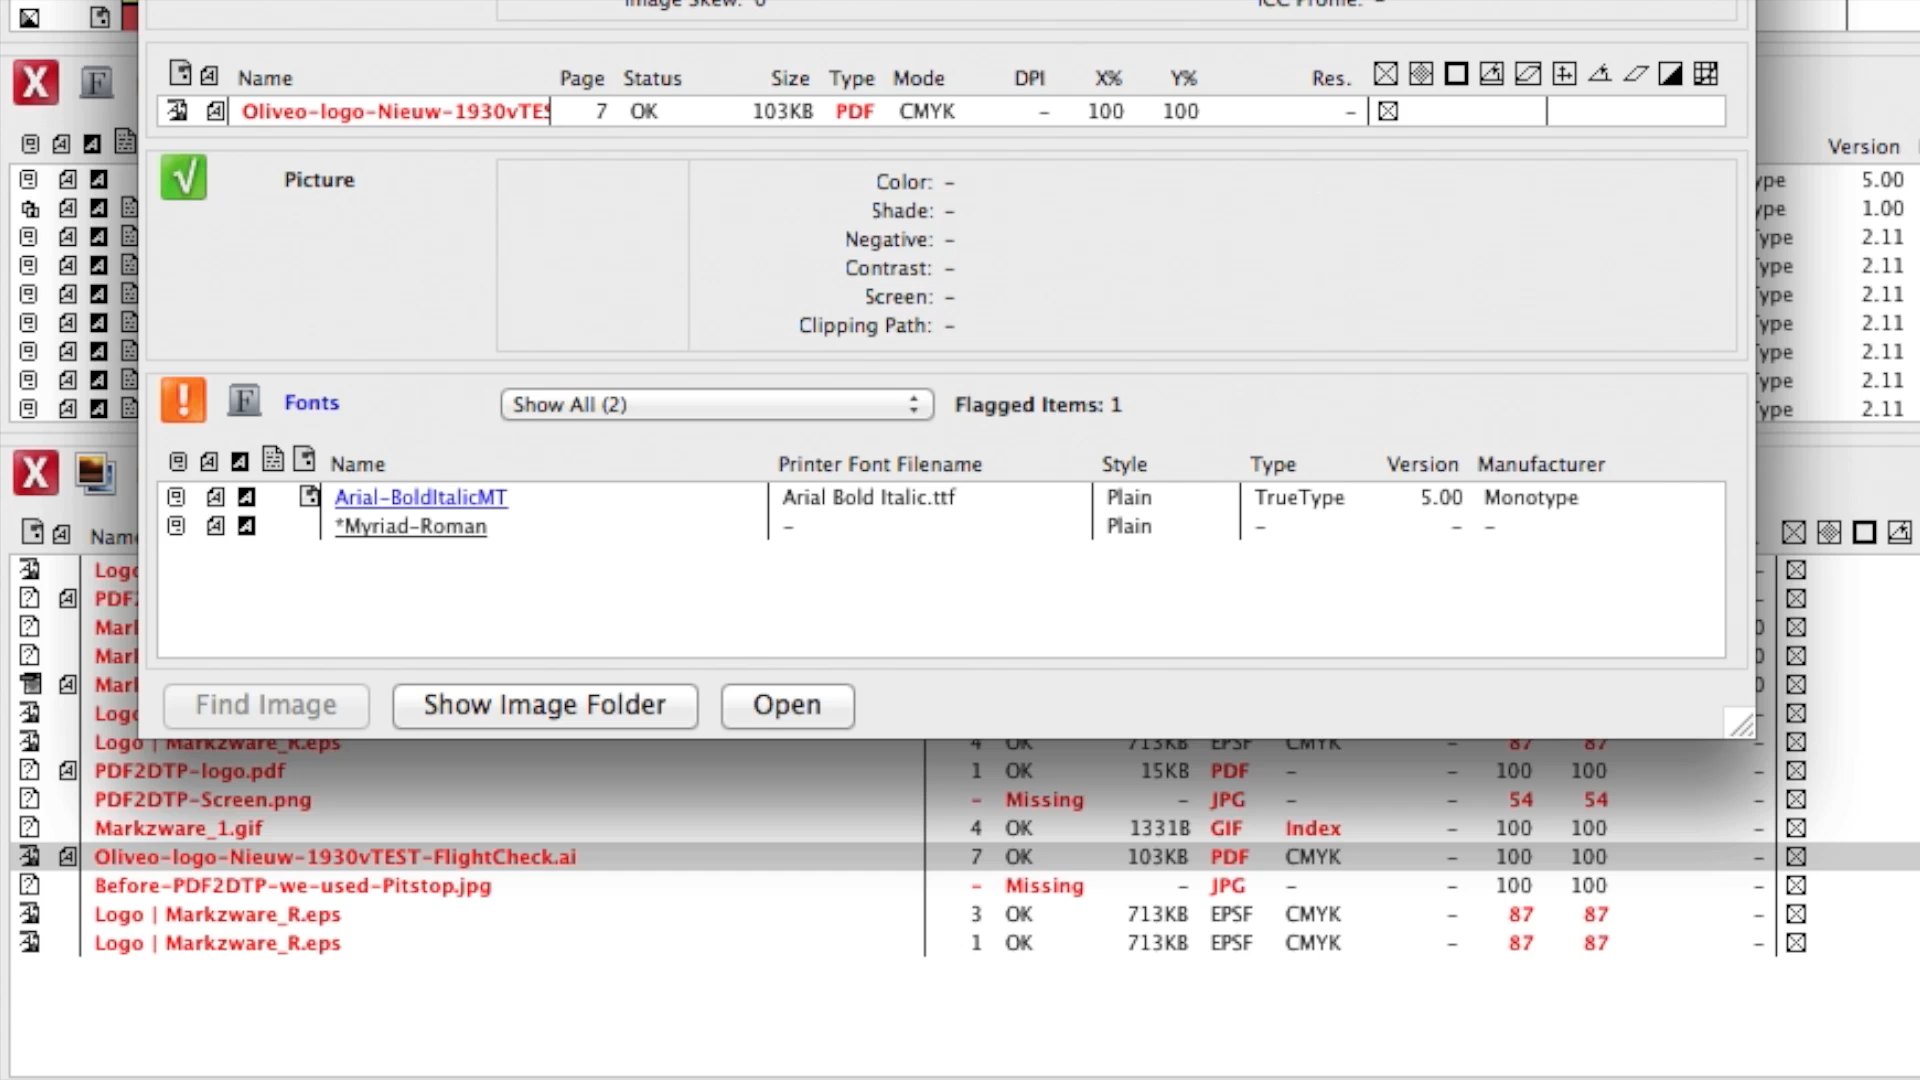 Image Skew: 0 ICC Profile: –
Name Page Status Size Type Mode DPI X% Y% Res.
Oliveo-logo-Nieuw-1930vTES 7 OK 103KB PDF CMYK – 100 100 –
Version
Picture
Color: –
Shade: –
Negative: –
Contrast: –
Screen: –
Clipping Path: –
ype 5.00
ype 1.00
Type 2.11
Type 2.11
Type 2.11
Type 2.11
Type 2.11
Type 2.11
Type 2.11
Fonts Show All (2) Flagged Items: 1
Name Printer Font Filename Style Type Version Manufacturer
Arial-BoldItalicMT Arial Bold Italic.ttf Plain TrueType 5.00 Monotype
*Myriad-Roman – Plain – – –
Name
Logo
PDF2
Mark
Mark
Mark
Logo
Find Image Show Image Folder Open
Logo | Markzware_R.eps 4 OK 713KB EPSF CMYK – 87 87 –
PDF2DTP-logo.pdf 1 OK 15KB PDF – – 100 100 –
PDF2DTP-Screen.png – Missing – JPG – – 54 54 –
Markzware_1.gif 4 OK 1331B GIF Index – 100 100 –
Oliveo-logo-Nieuw-1930vTEST-FlightCheck.ai 7 OK 103KB PDF CMYK – 100 100 –
Before-PDF2DTP-we-used-Pitstop.jpg – Missing – JPG – – 100 100 –
Logo | Markzware_R.eps 3 OK 713KB EPSF CMYK – 87 87 –
Logo | Markzware_R.eps 1 OK 713KB EPSF CMYK – 87 87 –